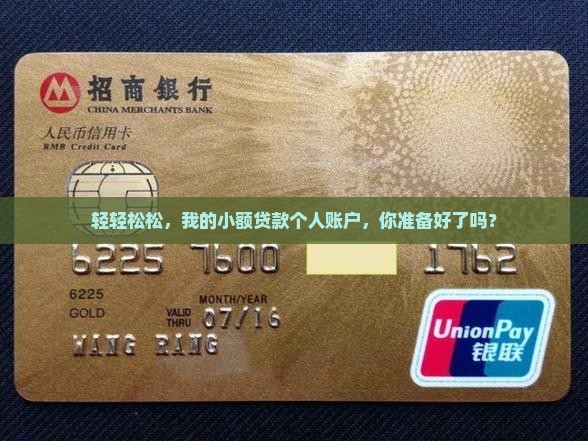 招商銀行
CHINA MERCHANTS BANK
人民币信用卡
RMB Credit Card
轻轻松松，我的小额贷款个人账户，你准备好了吗？
6225 7600 1762
6225
MONTH/YEAR
GOLD
VALID THRU 07/16
WANG RANG
UnionPay
银联